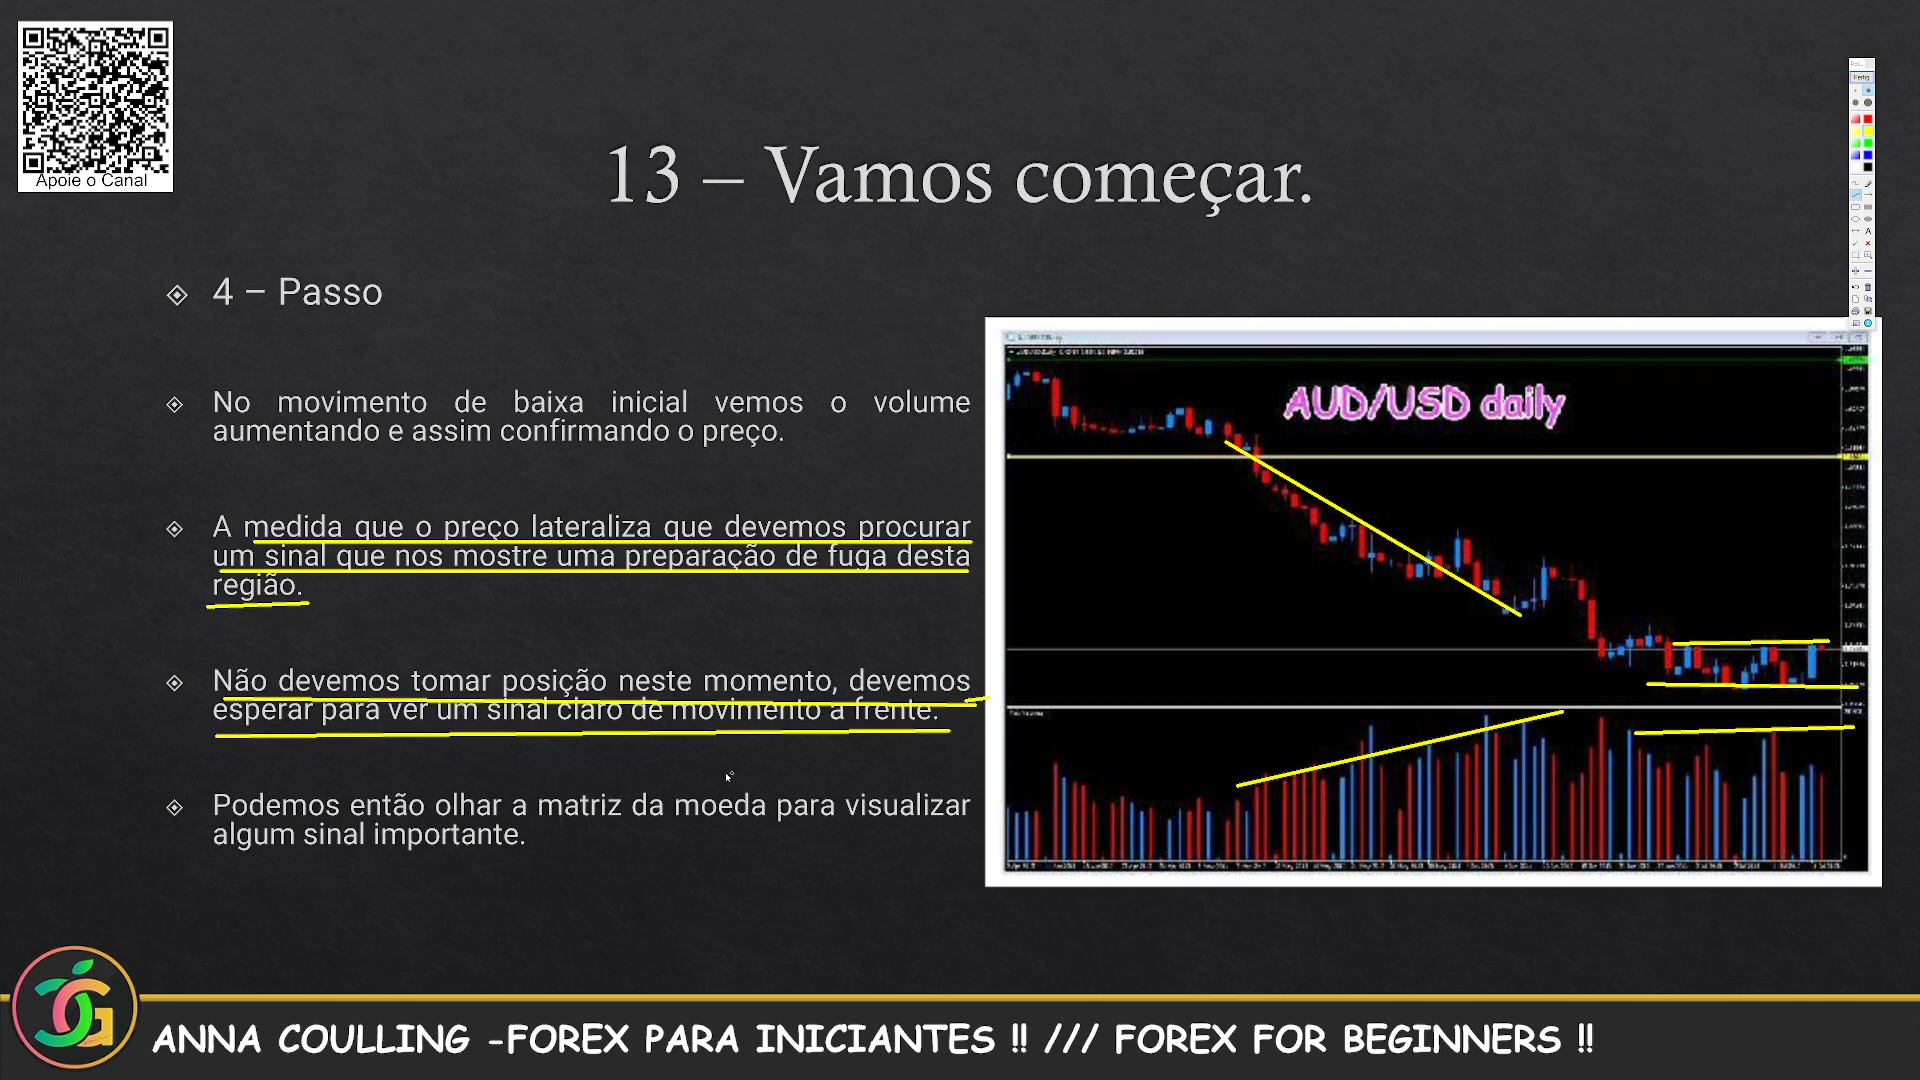 Apoie o Canal
13 – Vamos começar.
Fertig
4 – Passo
No movimento de baixa inicial vemos o volume
aumentando e assim confirmando o preço.
A medida que o preço lateraliza que devemos procurar
um sinal que nos mostre uma preparação de fuga desta
região.
Não devemos tomar posição neste momento, devemos
esperar para ver um sinal claro de movimento a frente.
Podemos então olhar a matriz da moeda para visualizar
algum sinal importante.
AUD/USD daily
ANNA COULLING -FOREX PARA INICIANTES !! /// FOREX FOR BEGINNERS !!